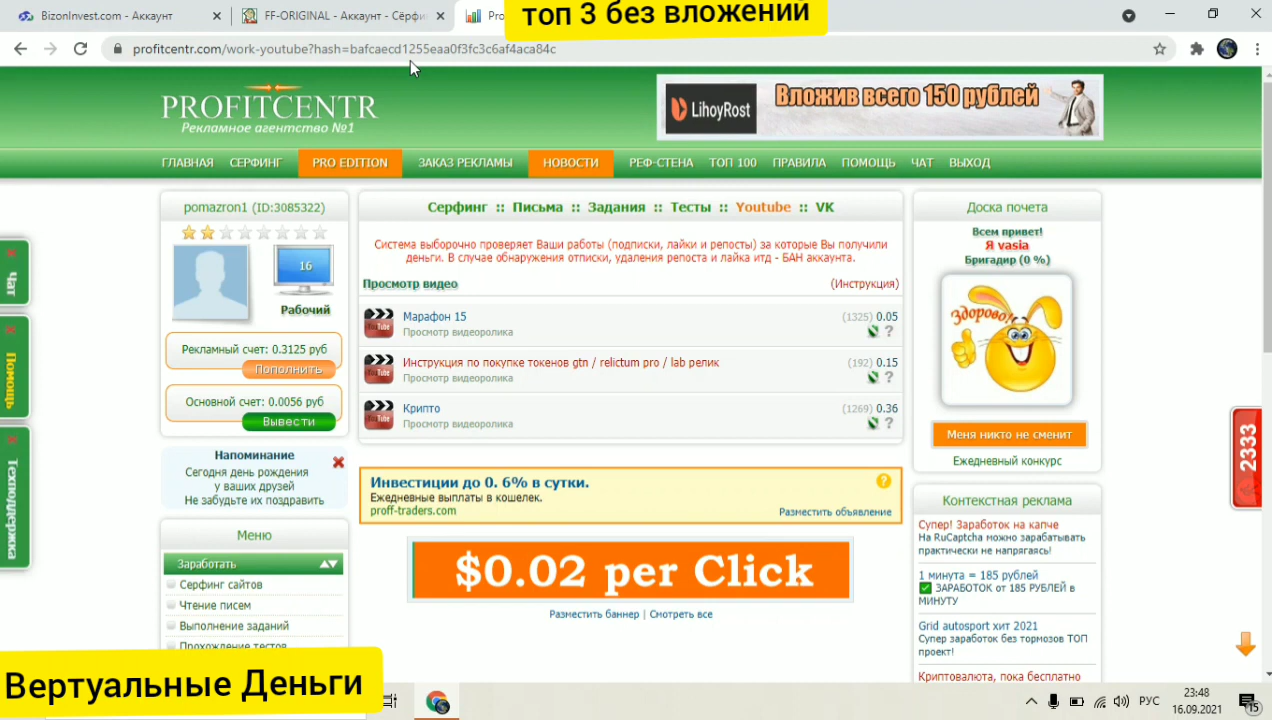 BizonInvest.com - Аккаунт
FF-ORIGINAL - Аккаунт - Сёрфи
топ 3 без вложений
profitcentr.com/work-youtube?hash=bafcaecd1255eaa0f3fc3c6af4aca84c
PROFITCENTR
Рекламное агентство №1
LihoyRost
Вложив всего 150 рублей
ГЛАВНАЯ СЕРФИНГ PRO EDITION ЗАКАЗ РЕКЛАМЫ НОВОСТИ РЕФ-СТЕНА ТОП 100 ПРАВИЛА ПОМОЩЬ ЧАТ ВЫХОД
pomazron1 (ID:3085322)
16
Рабочий
Рекламный счет: 0.3125 руб
Пополнить
Основной счет: 0.0056 руб
Вывести
Напоминание
Сегодня день рождения
у ваших друзей
Не забудьте их поздравить
Меню
Заработать
Серфинг сайтов
Чтение писем
Выполнение заданий
Прохождение тестов
Чат
Помощь
Техподдержка
Серфинг :: Письма :: Задания :: Тесты :: Youtube :: VK
Система выборочно проверяет Ваши работы (подписки, лайки и репосты) за которые Вы получили
деньги. В случае обнаружения отписки, удаления репоста и лайка итд - БАН аккаунта.
Просмотр видео (Инструкция)
Марафон 15 (1325) 0.05
Просмотр видеоролика
Инструкция по покупке токенов gtn / relictum pro / lab релик (192) 0.15
Просмотр видеоролика
Крипто (1269) 0.36
Просмотр видеоролика
Инвестиции до 0. 6% в сутки.
Ежедневные выплаты в кошелек.
proff-traders.com
Разместить объявление
$0.02 per Click
Разместить баннер | Смотреть все
Доска почета
Всем привет!
Я vasia
Бригадир (0 %)
Здорово!
Меня никто не сменит
Ежедневный конкурс
Контекстная реклама
Супер! Заработок на капче
На RuCaptcha можно зарабатывать
практически не напрягаясь!
1 минута = 185 рублей
ЗАРАБОТОК от 185 РУБЛЕЙ в
МИНУТУ
Grid autosport хит 2021
Супер заработок без тормозов ТОП
проект!
Криптовалюта, пока бесплатно
2333
Вертуальные Деньги
РУС
23:48
16.09.2021
15